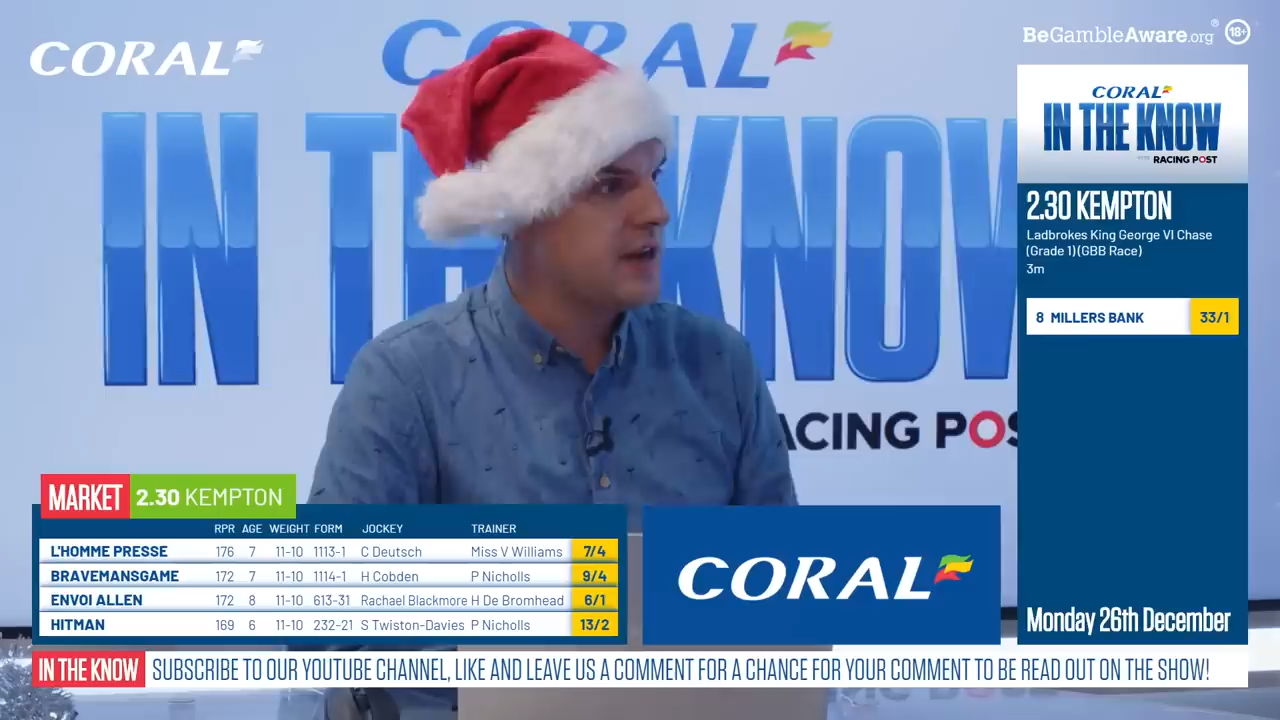 CORAL
CORAL
IN THE KNOW
RACING POS
BeGambleAware.org® 18+
CORAL
IN THE KNOW
WITH RACING POST
2.30 KEMPTON
Ladbrokes King George VI Chase
(Grade 1) (GBB Race)
3m
8 MILLERS BANK 33/1
Monday 26th December
MARKET 2.30 KEMPTON
RPR AGE WEIGHT FORM JOCKEY TRAINER
L'HOMME PRESSE 176 7 11-10 1113-1 C Deutsch Miss V Williams 7/4
BRAVEMANSGAME 172 7 11-10 1114-1 H Cobden P Nicholls 9/4
ENVOI ALLEN 172 8 11-10 613-31 Rachael Blackmore H De Bromhead 6/1
HITMAN 169 6 11-10 232-21 S Twiston-Davies P Nicholls 13/2
CORAL
IN THE KNOW SUBSCRIBE TO OUR YOUTUBE CHANNEL, LIKE AND LEAVE US A COMMENT FOR A CHANCE FOR YOUR COMMENT TO BE READ OUT ON THE SHOW!